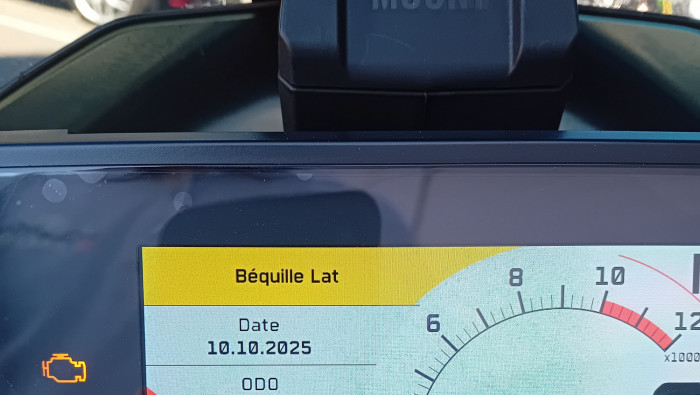 MOUNT
Béquille Lat
Date
10.10.2025
ODO
6
8
10
12
x1000